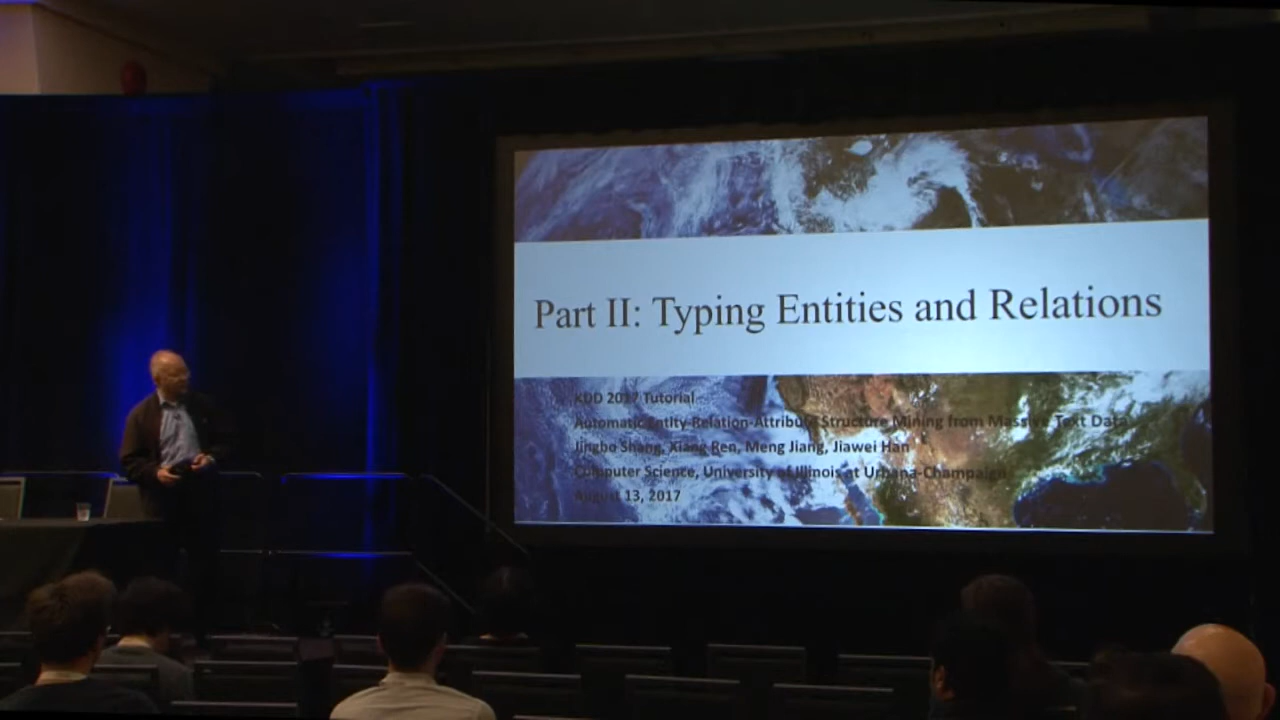 Part II: Typing Entities and Relations
KDD 2017 Tutorial
Automatic Entity-Relation-Attribute Structure Mining from Massive Text Data
Jingbo Shang, Xiang Ren, Meng Jiang, Jiawei Han
Computer Science, University of Illinois at Urbana-Champaign
August 13, 2017